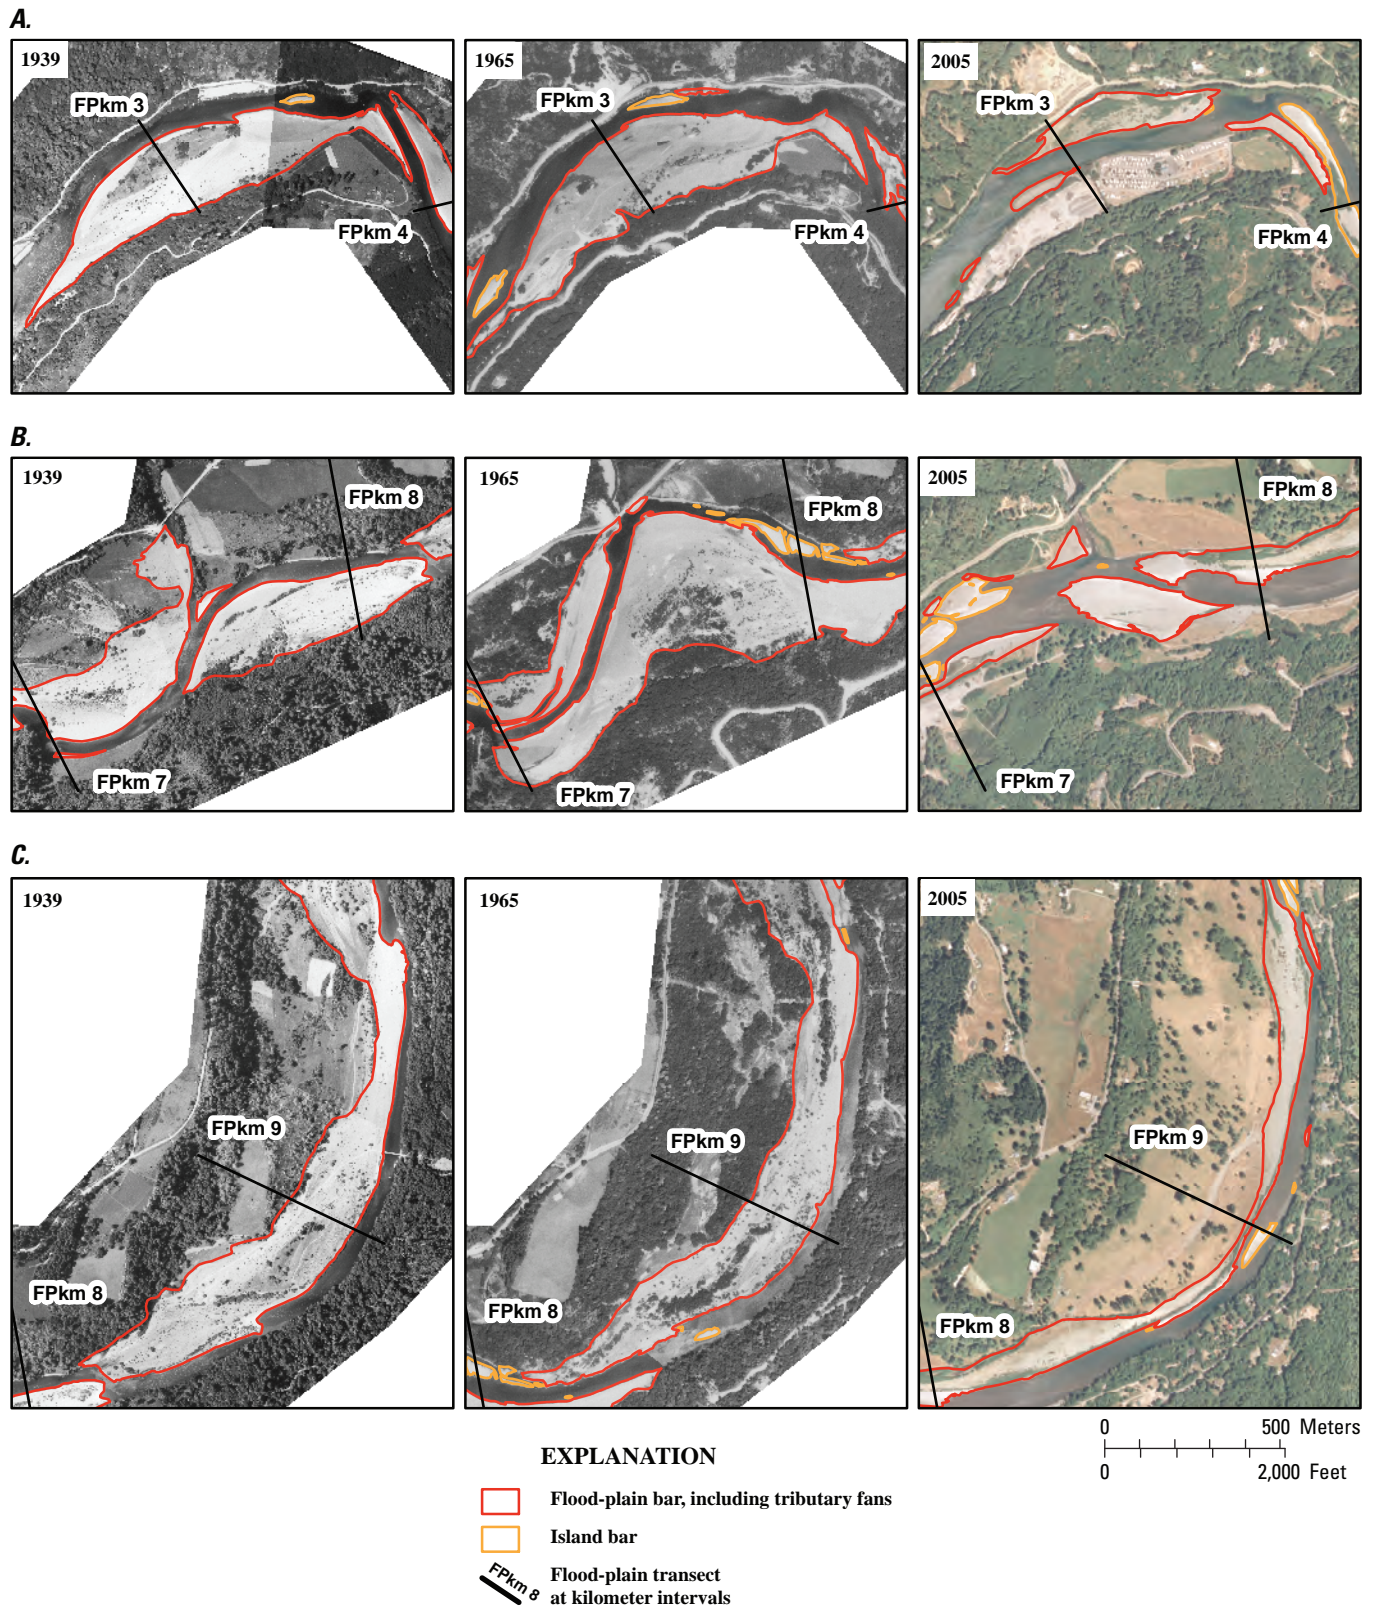 A.
1939
FPkm 3
FPkm 4
1965
FPkm 3
FPkm 4
2005
FPkm 3
FPkm 4
B.
1939
FPkm 8
FPkm 7
1965
FPkm 8
FPkm 7
2005
FPkm 8
FPkm 7
C.
1939
FPkm 9
FPkm 8
1965
FPkm 9
FPkm 8
2005
FPkm 9
FPkm 8
0 500 Meters
0 2,000 Feet
EXPLANATION
Flood-plain bar, including tributary fans
Island bar
FPkm 8
Flood-plain transect
at kilometer intervals